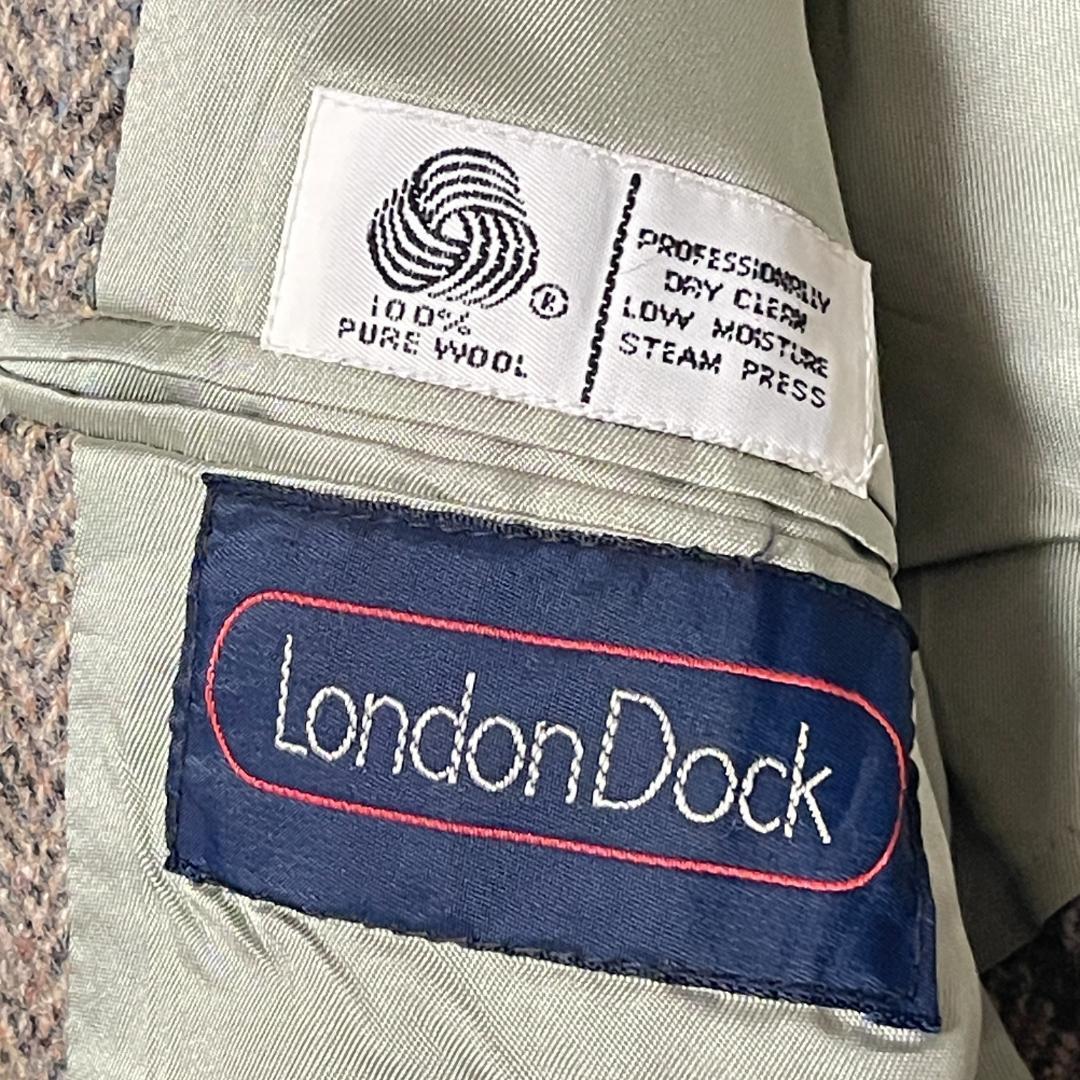 100%
PURE WOOL
®
PROFESSIONALLY
DRY CLEAN
LOW MOISTURE
STEAM PRESS
London Dock